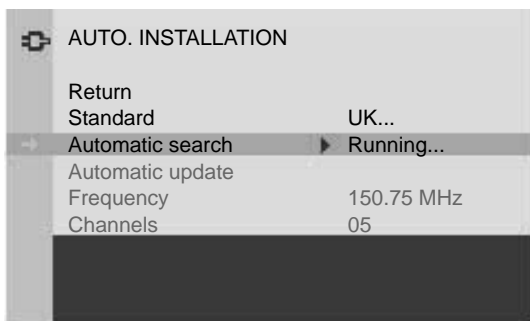 AUTO. INSTALLATION
Return
Standard UK...
Automatic search Running...
Automatic update
Frequency 150.75 MHz
Channels 05